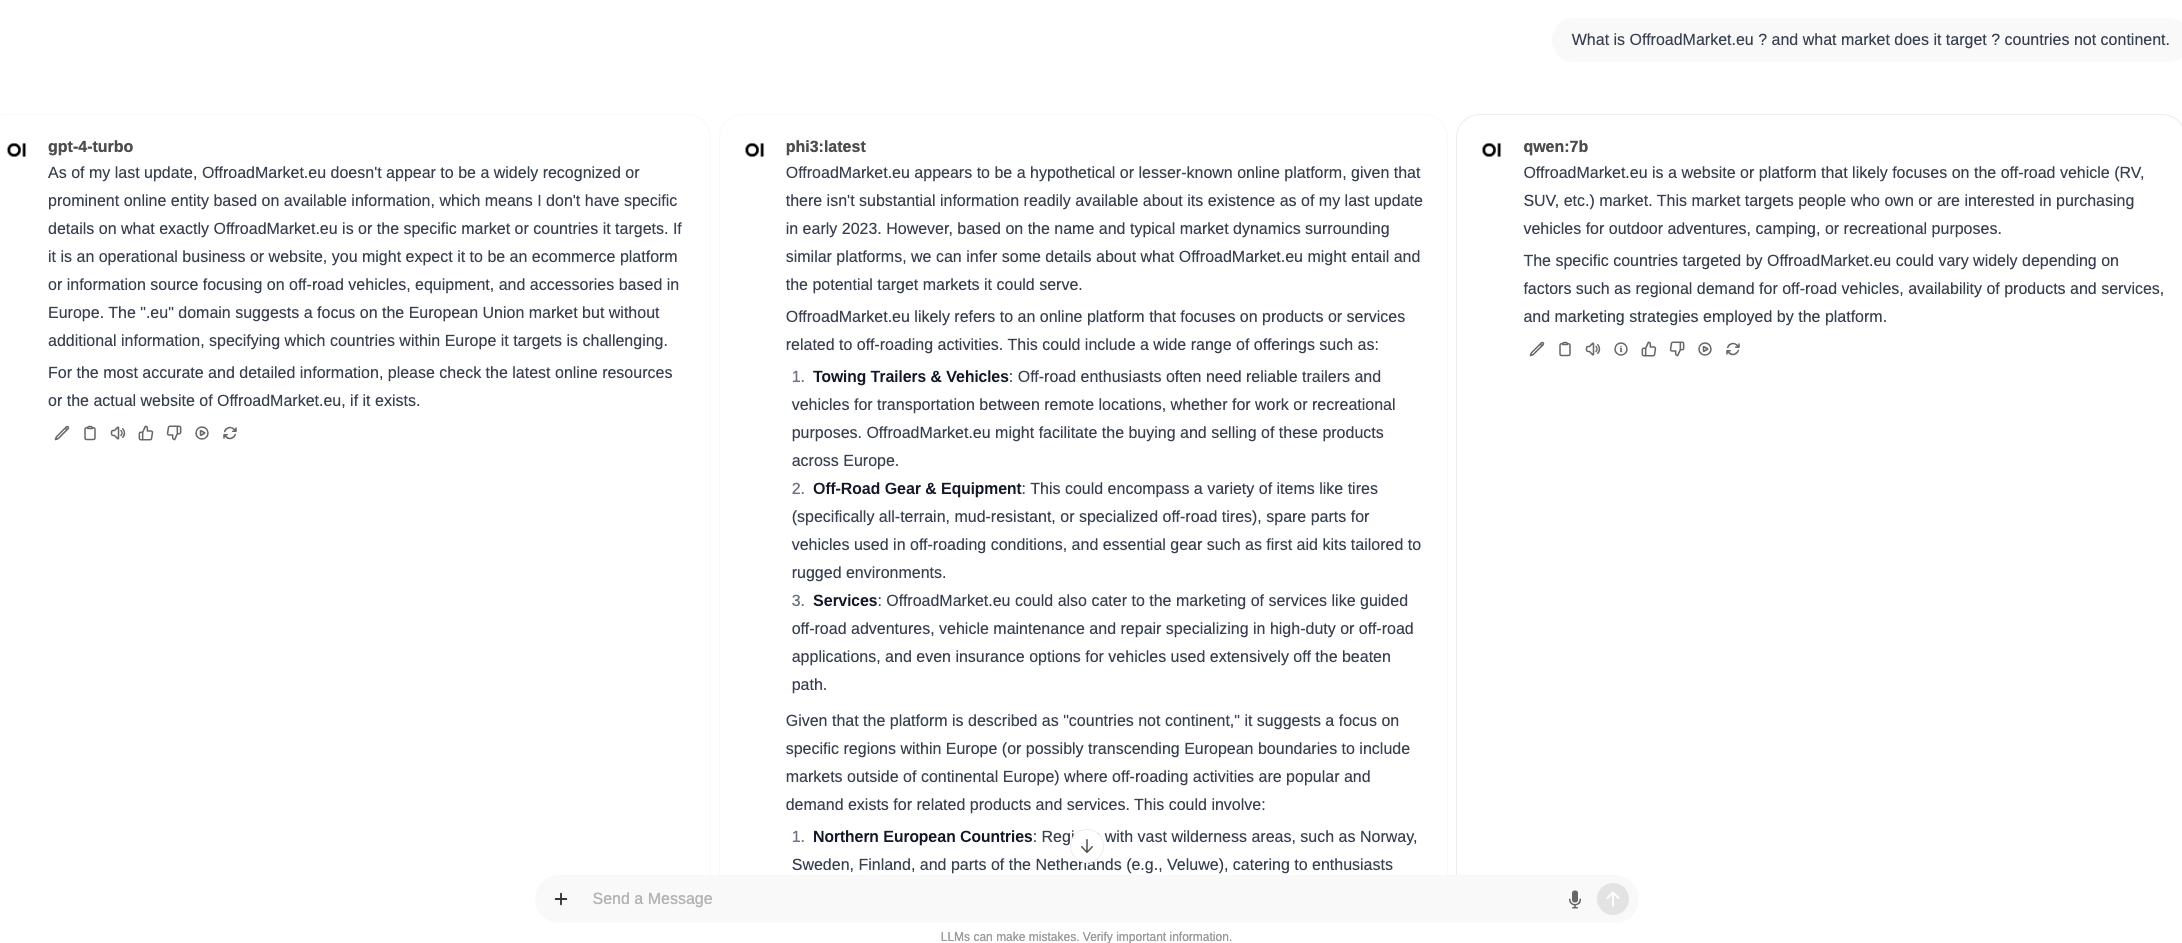 What is OffroadMarket.eu ? and what market does it target ? countries not continent.
OI
gpt-4-turbo
As of my last update, OffroadMarket.eu doesn't appear to be a widely recognized or
prominent online entity based on available information, which means I don't have specific
details on what exactly OffroadMarket.eu is or the specific market or countries it targets. If
it is an operational business or website, you might expect it to be an ecommerce platform
or information source focusing on off-road vehicles, equipment, and accessories based in
Europe. The ".eu" domain suggests a focus on the European Union market but without
additional information, specifying which countries within Europe it targets is challenging.
For the most accurate and detailed information, please check the latest online resources
or the actual website of OffroadMarket.eu, if it exists.
OI
phi3:latest
OffroadMarket.eu appears to be a hypothetical or lesser-known online platform, given that
there isn't substantial information readily available about its existence as of my last update
in early 2023. However, based on the name and typical market dynamics surrounding
similar platforms, we can infer some details about what OffroadMarket.eu might entail and
the potential target markets it could serve.
OffroadMarket.eu likely refers to an online platform that focuses on products or services
related to off-roading activities. This could include a wide range of offerings such as:
1. Towing Trailers & Vehicles: Off-road enthusiasts often need reliable trailers and
vehicles for transportation between remote locations, whether for work or recreational
purposes. OffroadMarket.eu might facilitate the buying and selling of these products
across Europe.
2. Off-Road Gear & Equipment: This could encompass a variety of items like tires
(specifically all-terrain, mud-resistant, or specialized off-road tires), spare parts for
vehicles used in off-roading conditions, and essential gear such as first aid kits tailored to
rugged environments.
3. Services: OffroadMarket.eu could also cater to the marketing of services like guided
off-road adventures, vehicle maintenance and repair specializing in high-duty or off-road
applications, and even insurance options for vehicles used extensively off the beaten
path.
Given that the platform is described as "countries not continent," it suggests a focus on
specific regions within Europe (or possibly transcending European boundaries to include
markets outside of continental Europe) where off-roading activities are popular and
demand exists for related products and services. This could involve:
1. Northern European Countries: with vast wilderness areas, such as Norway,
Sweden, Finland, and parts of the Netherlands (e.g., Veluwe), catering to enthusiasts
OI
qwen:7b
OffroadMarket.eu is a website or platform that likely focuses on the off-road vehicle (RV,
SUV, etc.) market. This market targets people who own or are interested in purchasing
vehicles for outdoor adventures, camping, or recreational purposes.
The specific countries targeted by OffroadMarket.eu could vary widely depending on
factors such as regional demand for off-road vehicles, availability of products and services,
and marketing strategies employed by the platform.
Send a Message
LLMs can make mistakes. Verify important information.